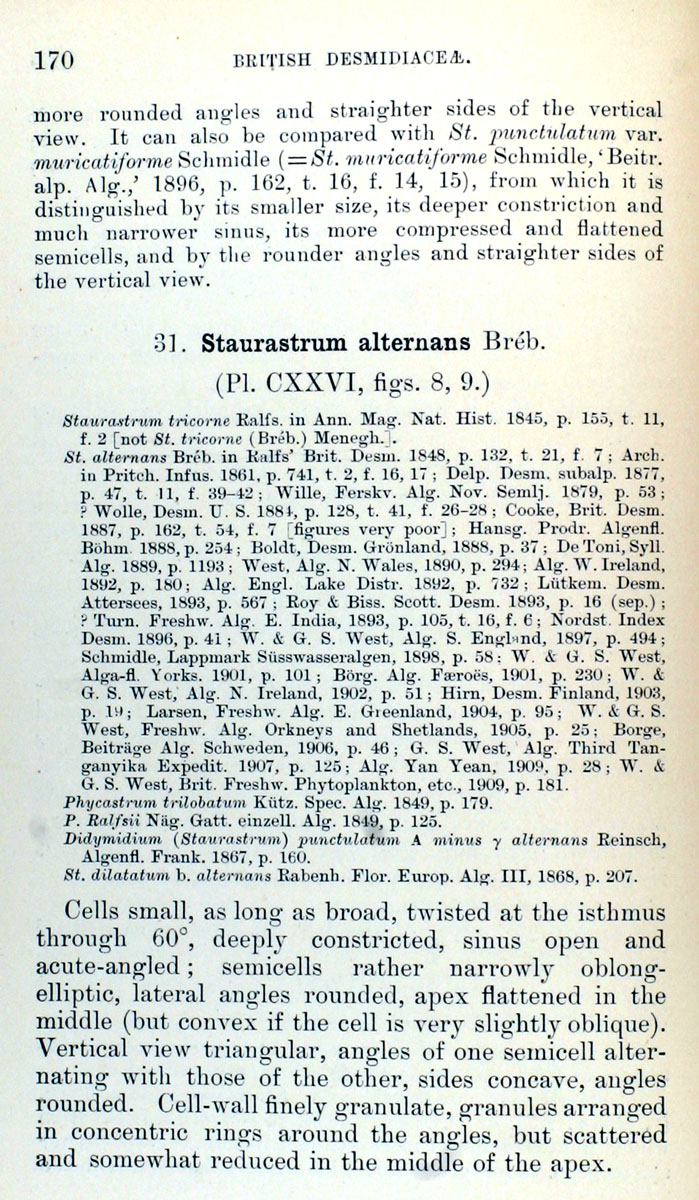 170 BRITISH DESMIDIACEÆ.
more rounded angles and straighter sides of the vertical
view. It can also be compared with St. punctulatum var.
muricatiforme Schmidle (=St. muricatiforme Schmidle, ‘Beitr.
alp. Alg.,’ 1896, p. 162, t. 16, f. 14, 15), from which it is
distinguished by its smaller size, its deeper constriction and
much narrower sinus, its more compressed and flattened
semicells, and by the rounder angles and straighter sides of
the vertical view.
31. Staurastrum alternans Bréb.
(Pl. CXXVI, figs. 8, 9.)
Staurastrum tricorne Ralfs. in Ann. Mag. Nat. Hist. 1845, p. 155, t. 11,
f. 2 [not St. tricorne (Bréb.) Menegh.].
St. alternans Bréb. in Ralfs’ Brit. Desm. 1848, p. 132, t. 21, f. 7; Arch.
in Pritch. Infus. 1861, p. 741, t. 2, f. 16, 17; Delp. Desm. subalp. 1877,
p. 47, t. 11, f. 39–42; Wille, Ferskv. Alg. Nov. Semlj. 1879, p. 53;
? Wolle, Desm. U. S. 1884, p. 128, t. 41, f. 26–28; Cooke, Brit. Desm.
1887, p. 162, t. 54, f. 7 [figures very poor]; Hansg. Prodr. Algenfl.
Böhm. 1888, p. 254; Boldt, Desm. Grönland, 1888, p. 37; De Toni, Syll.
Alg. 1889, p. 1193; West, Alg. N. Wales, 1890, p. 294; Alg. W. Ireland,
1892, p. 180; Alg. Engl. Lake Distr. 1892, p. 732; Lütkem. Desm.
Attersees, 1893, p. 567; Roy & Biss. Scott. Desm. 1893, p. 16 (sep.);
? Turn. Freshw. Alg. E. India, 1893, p. 105, t. 16, f. 6; Nordst. Index
Desm. 1896, p. 41; W. & G. S. West, Alg. S. England, 1897, p. 494;
Schmidle, Lappmark Süsswasseralgen, 1898, p. 58; W. & G. S. West,
Alga-fl. Yorks. 1901, p. 101; Börg. Alg. Færoës, 1901, p. 230; W. &
G. S. West, Alg. N. Ireland, 1902, p. 51; Hirn, Desm. Finland, 1903,
p. 19; Larsen, Freshw. Alg. E. Greenland, 1904, p. 95; W. & G. S.
West, Freshw. Alg. Orkneys and Shetlands, 1905, p. 25; Borge,
Beiträge Alg. Schweden, 1906, p. 46; G. S. West, Alg. Third Tan-
ganyika Expedit. 1907, p. 125; Alg. Yan Yean, 1909, p. 28; W. &
G. S. West, Brit. Freshw. Phytoplankton, etc., 1909, p. 181.
Phycastrum trilobatum Kütz. Spec. Alg. 1849, p. 179.
P. Ralfsii Näg. Gatt. einzell. Alg. 1849, p. 125.
Didymidium (Staurastrum) punctulatum A minus γ alternans Reinsch,
Algenfl. Frank. 1867, p. 160.
St. dilatatum b. alternans Rabenh. Flor. Europ. Alg. III, 1868, p. 207.
Cells small, as long as broad, twisted at the isthmus
through 60°, deeply constricted, sinus open and
acute-angled; semicells rather narrowly oblong-
elliptic, lateral angles rounded, apex flattened in the
middle (but convex if the cell is very slightly oblique).
Vertical view triangular, angles of one semicell alter-
nating with those of the other, sides concave, angles
rounded. Cell-wall finely granulate, granules arranged
in concentric rings around the angles, but scattered
and somewhat reduced in the middle of the apex.